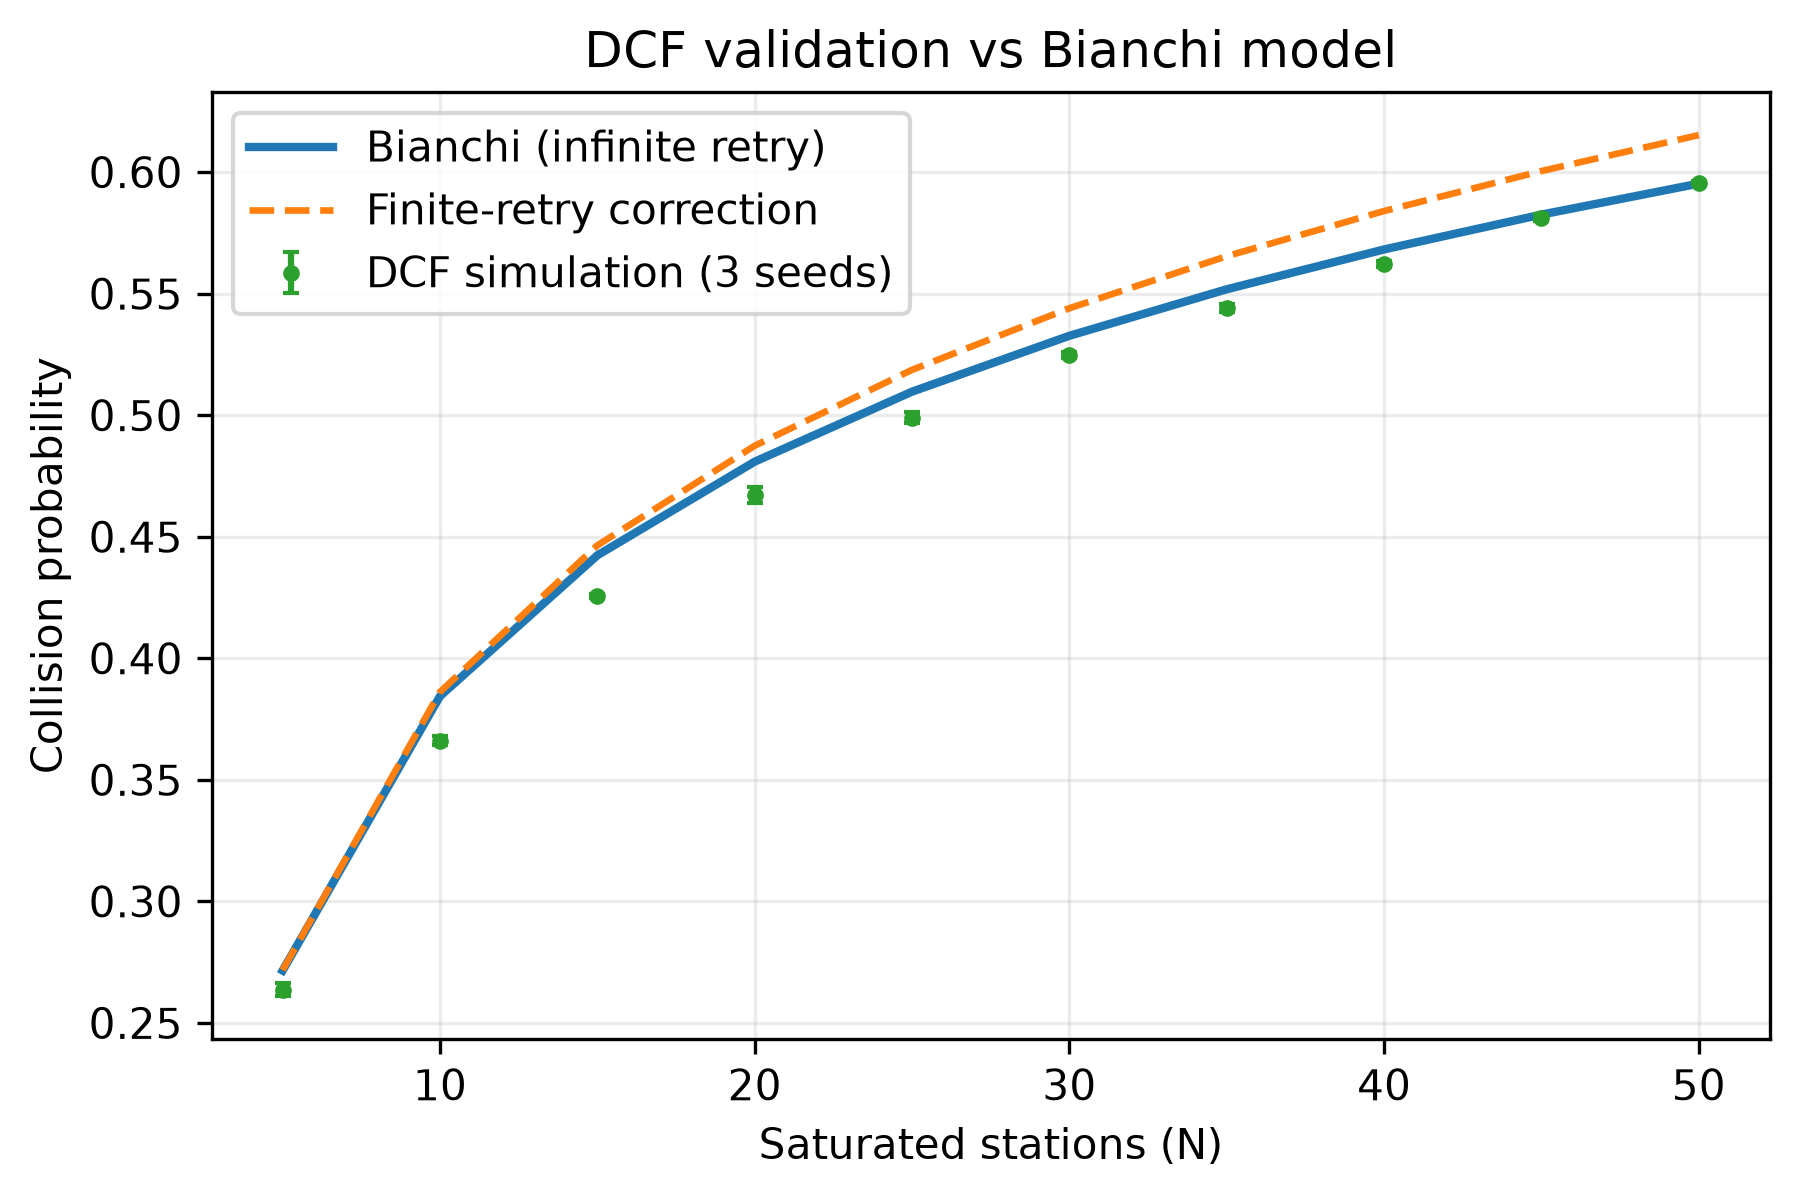 DCF validation vs Bianchi model
Bianchi (infinite retry)
Finite-retry correction
DCF simulation (3 seeds)
Collision probability
0.60
0.55
0.50
0.45
0.40
0.35
0.30
0.25
10 20 30 40 50
Saturated stations (N)